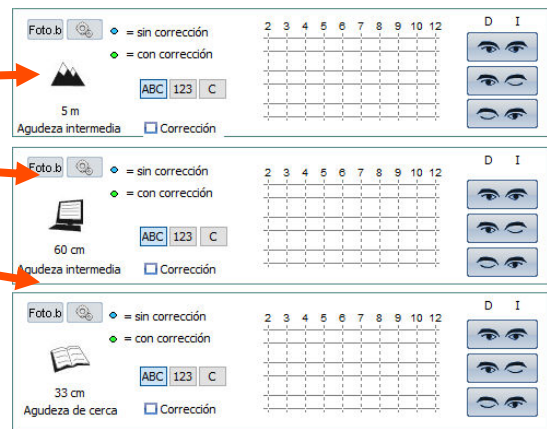 Foto.b = sin corrección 2 3 4 5 6 7 8 9 10 12 D I
= con corrección
ABC 123 C
5 m
Agudeza intermedia Corrección
Foto.b = sin corrección 2 3 4 5 6 7 8 9 10 12 D I
= con corrección
ABC 123 C
60 cm
Agudeza intermedia Corrección
Foto.b = sin corrección 2 3 4 5 6 7 8 9 10 12 D I
= con corrección
ABC 123 C
33 cm
Agudeza de cerca Corrección